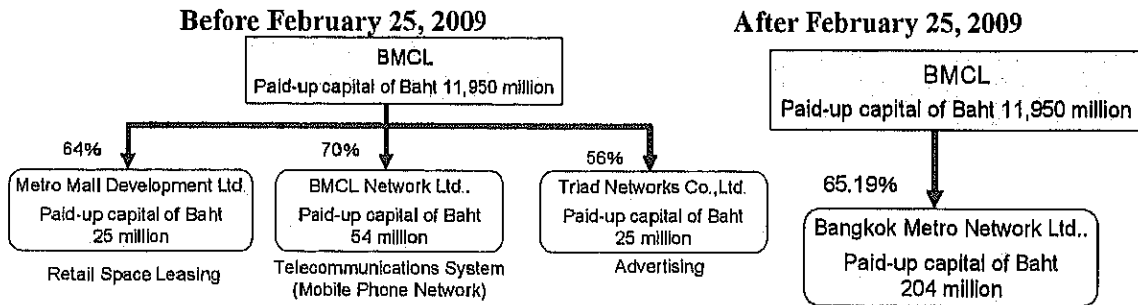 Before February 25, 2009
BMCL
Paid-up capital of Baht 11,950 million
64%
70%
56%
Metro Mall Development Ltd.
Paid-up capital of Baht
25 million
Retail Space Leasing
BMCL Network Ltd..
Paid-up capital of Baht
54 million
Telecommunications System
(Mobile Phone Network)
Triad Networks Co.,Ltd.
Paid-up capital of Baht
25 million
Advertising
After February 25, 2009
BMCL
Paid-up capital of Baht 11,950 million
65.19%
Bangkok Metro Network Ltd..
Paid-up capital of Baht
204 million